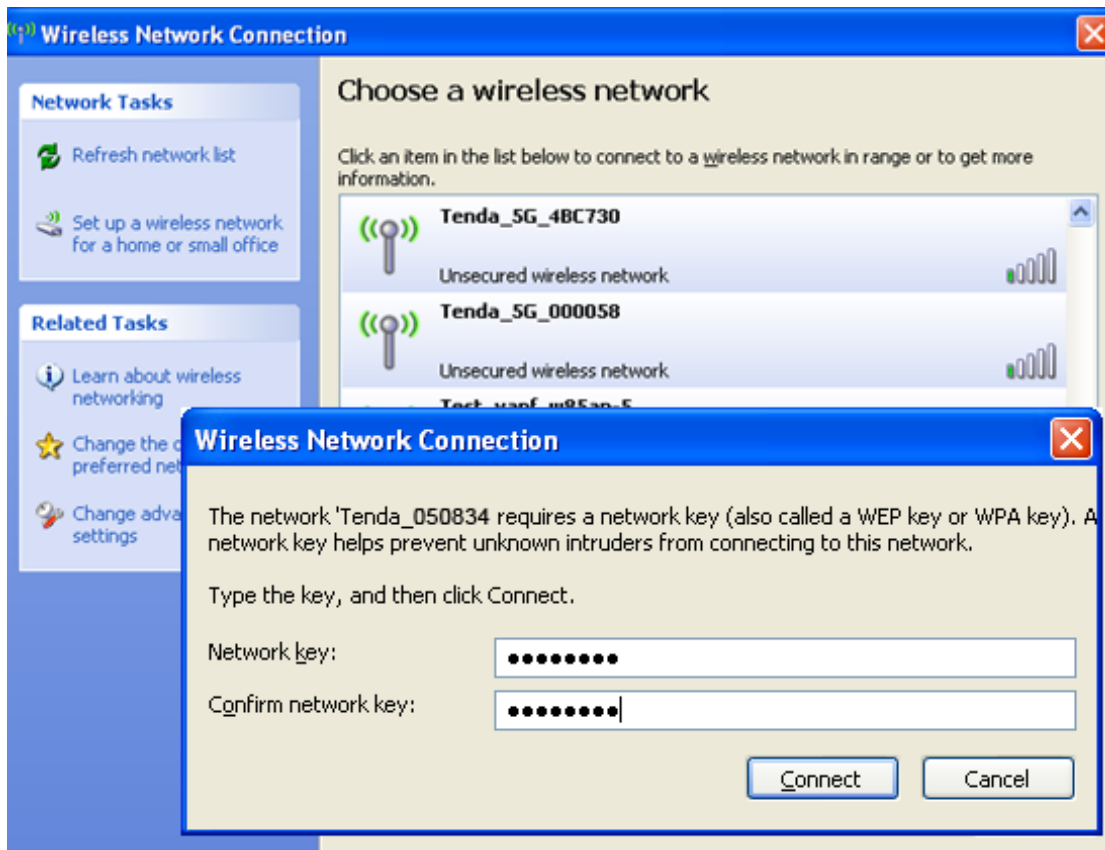 Wireless Network Connection
Network Tasks
Refresh network list
Set up a wireless network
for a home or small office
Related Tasks
Learn about wireless
networking
Change the
preferred
Change
settings
Choose a wireless network
Click an item in the list below to connect to a wireless network in range or to get more
information.
Tenda_5G_4BC730
Unsecured wireless network
Tenda_5G_000058
Unsecured wireless network
Wireless Network Connection
The network 'Tenda_050834 requires a network key (also called a WEP key or WPA key). A
network key helps prevent unknown intruders from connecting to this network.
Type the key, and then click Connect.
Network key:
Confirm network key:
Connect
Cancel